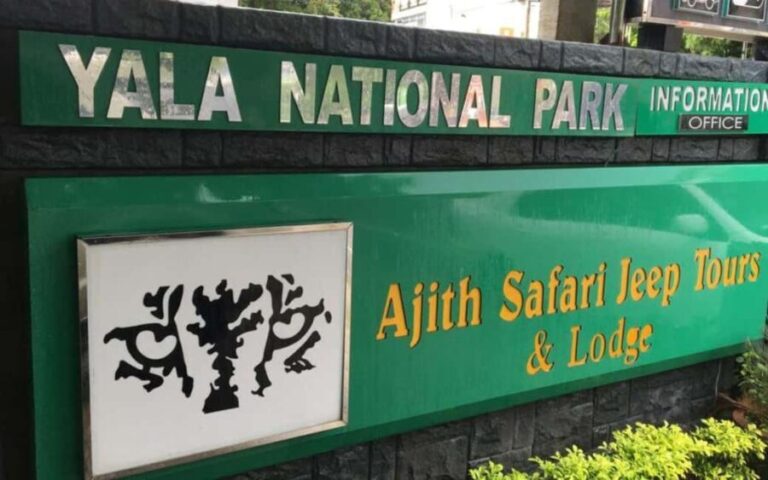 YALA NATIONAL PARK INFORMATION
OFFICE
Ajith Safari Jeep Tours
& Lodge